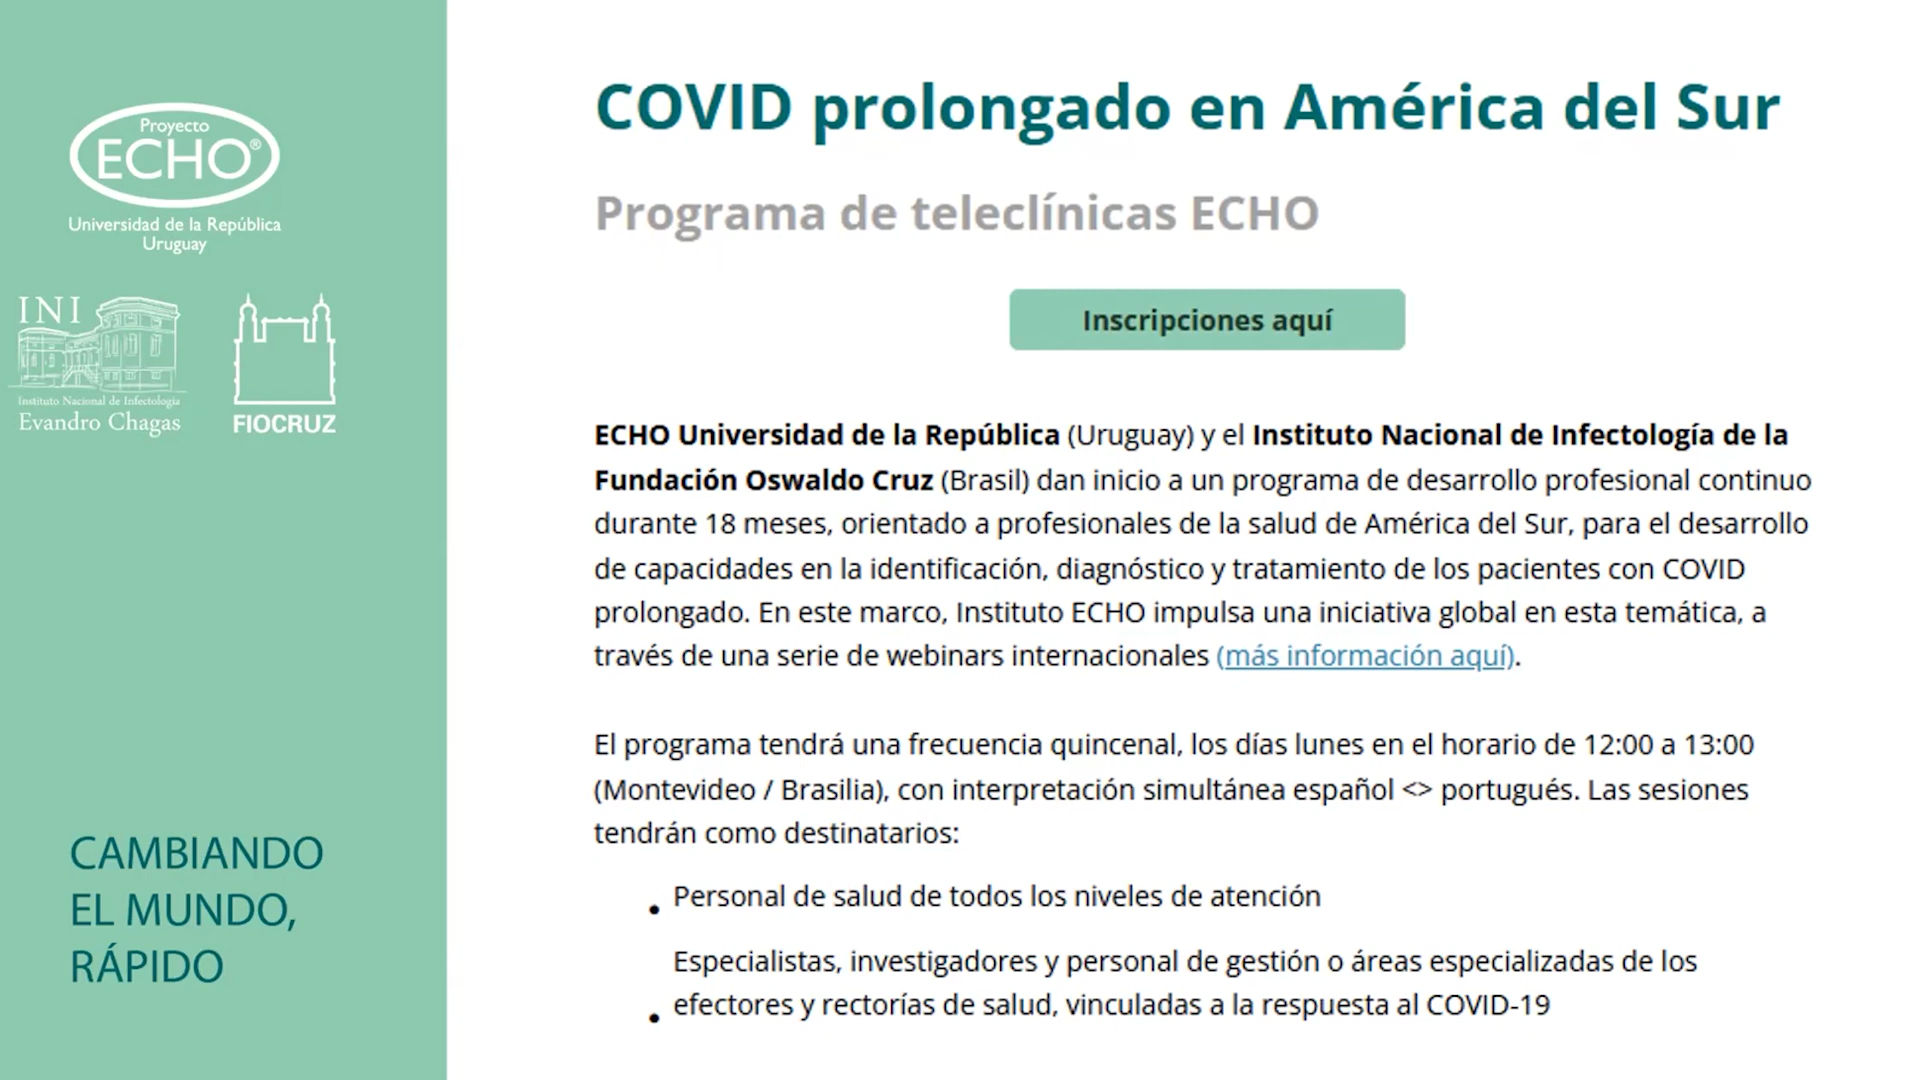 Proyecto
ECHO®
Universidad de la República
Uruguay
INI
Instituto Nacional de Infectología
Evandro Chagas
FIOCRUZ
CAMBIANDO
EL MUNDO,
RÁPIDO
COVID prolongado en América del Sur
Programa de teleclínicas ECHO
Inscripciones aquí
ECHO Universidad de la República (Uruguay) y el Instituto Nacional de Infectología de la
Fundación Oswaldo Cruz (Brasil) dan inicio a un programa de desarrollo profesional continuo
durante 18 meses, orientado a profesionales de la salud de América del Sur, para el desarrollo
de capacidades en la identificación, diagnóstico y tratamiento de los pacientes con COVID
prolongado. En este marco, Instituto ECHO impulsa una iniciativa global en esta temática, a
través de una serie de webinars internacionales (más información aquí).
El programa tendrá una frecuencia quincenal, los días lunes en el horario de 12:00 a 13:00
(Montevideo / Brasilia), con interpretación simultánea español <> portugués. Las sesiones
tendrán como destinatarios:
• Personal de salud de todos los niveles de atención
Especialistas, investigadores y personal de gestión o áreas especializadas de los
• efectores y rectorías de salud, vinculadas a la respuesta al COVID-19